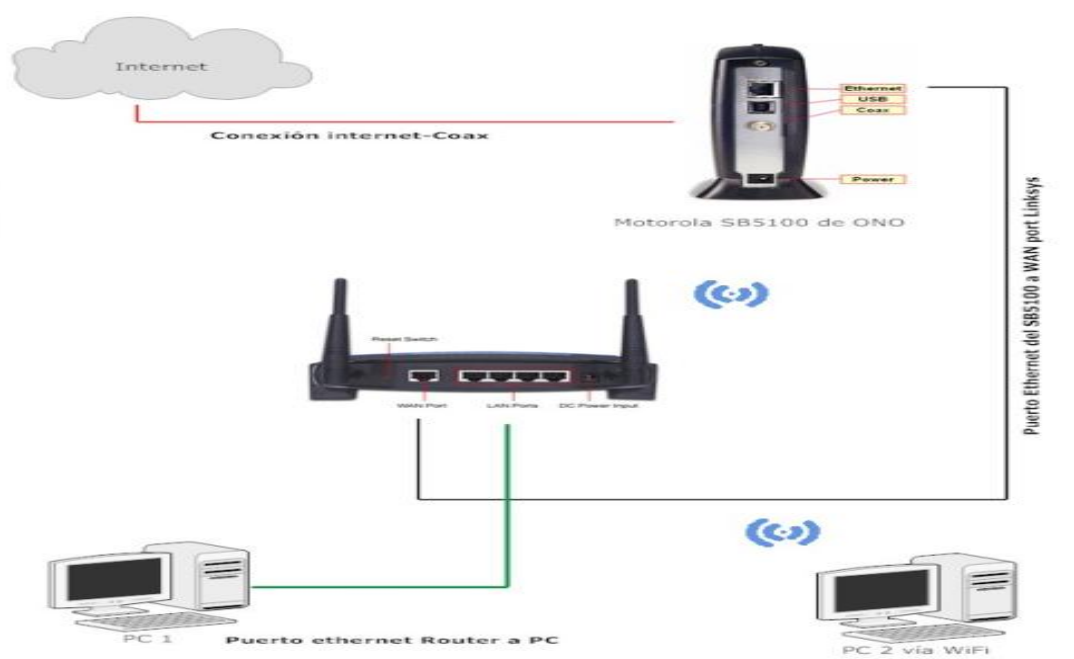 Internet
Conexión internet-Coax
Ethernet
USB
Coax
Power
Motorola SB5100 de ONO
Puerto Ethernet del SB5100 a WAN port Linksys
Reset Switch
WAN Port
LAN Ports
DC Power Input
PC 1
Puerto ethernet Router a PC
PC 2 vía WiFi